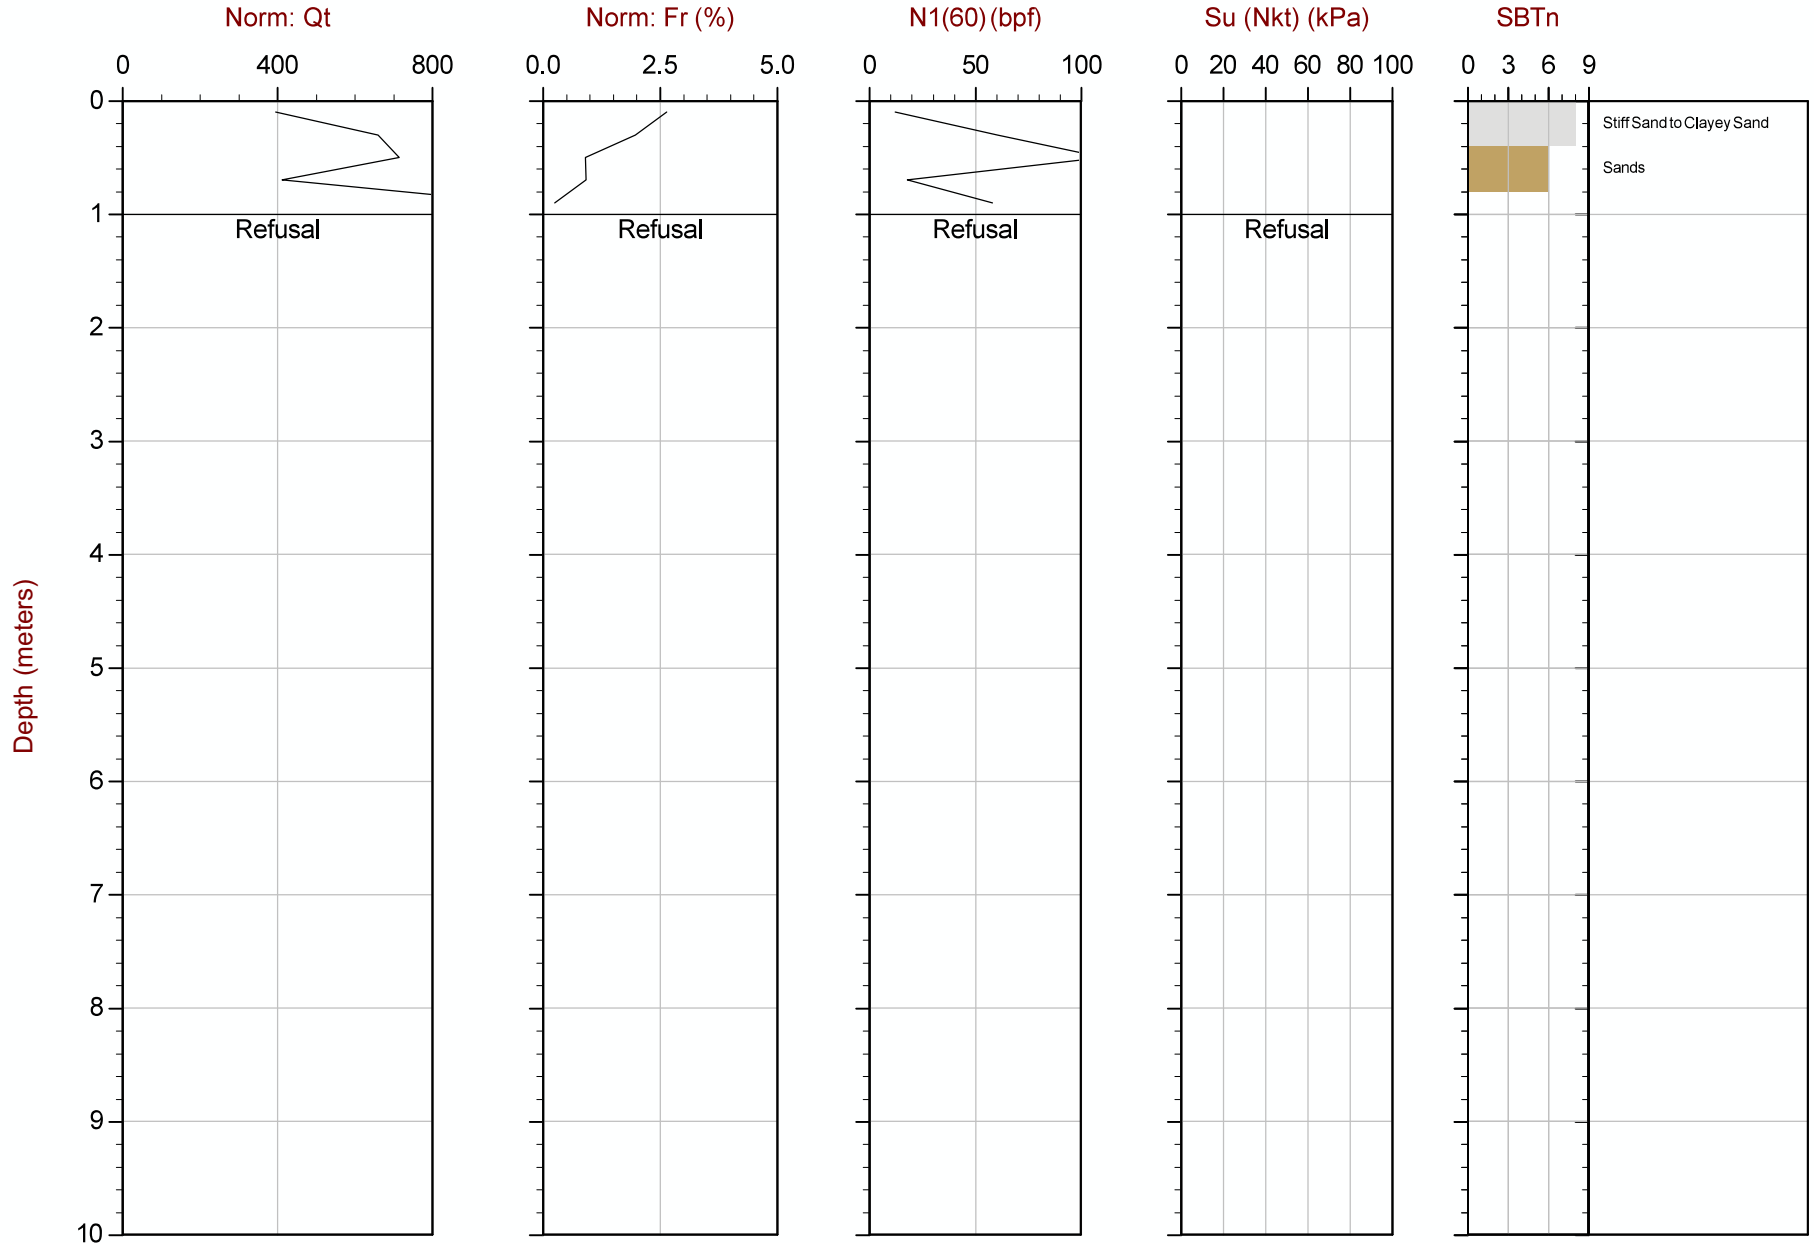 Norm: Qt Norm: Fr (%) N1(60) (bpf) Su (Nkt) (kPa) SBTn
0 400 800 0.0 2.5 5.0 0 50 100 0 20 40 60 80 100 0 3 6 9
0
Stiff Sand to Clayey Sand
Sands
1
Refusal Refusal Refusal Refusal
2
3
4
5
Depth (meters)
6
7
8
9
10